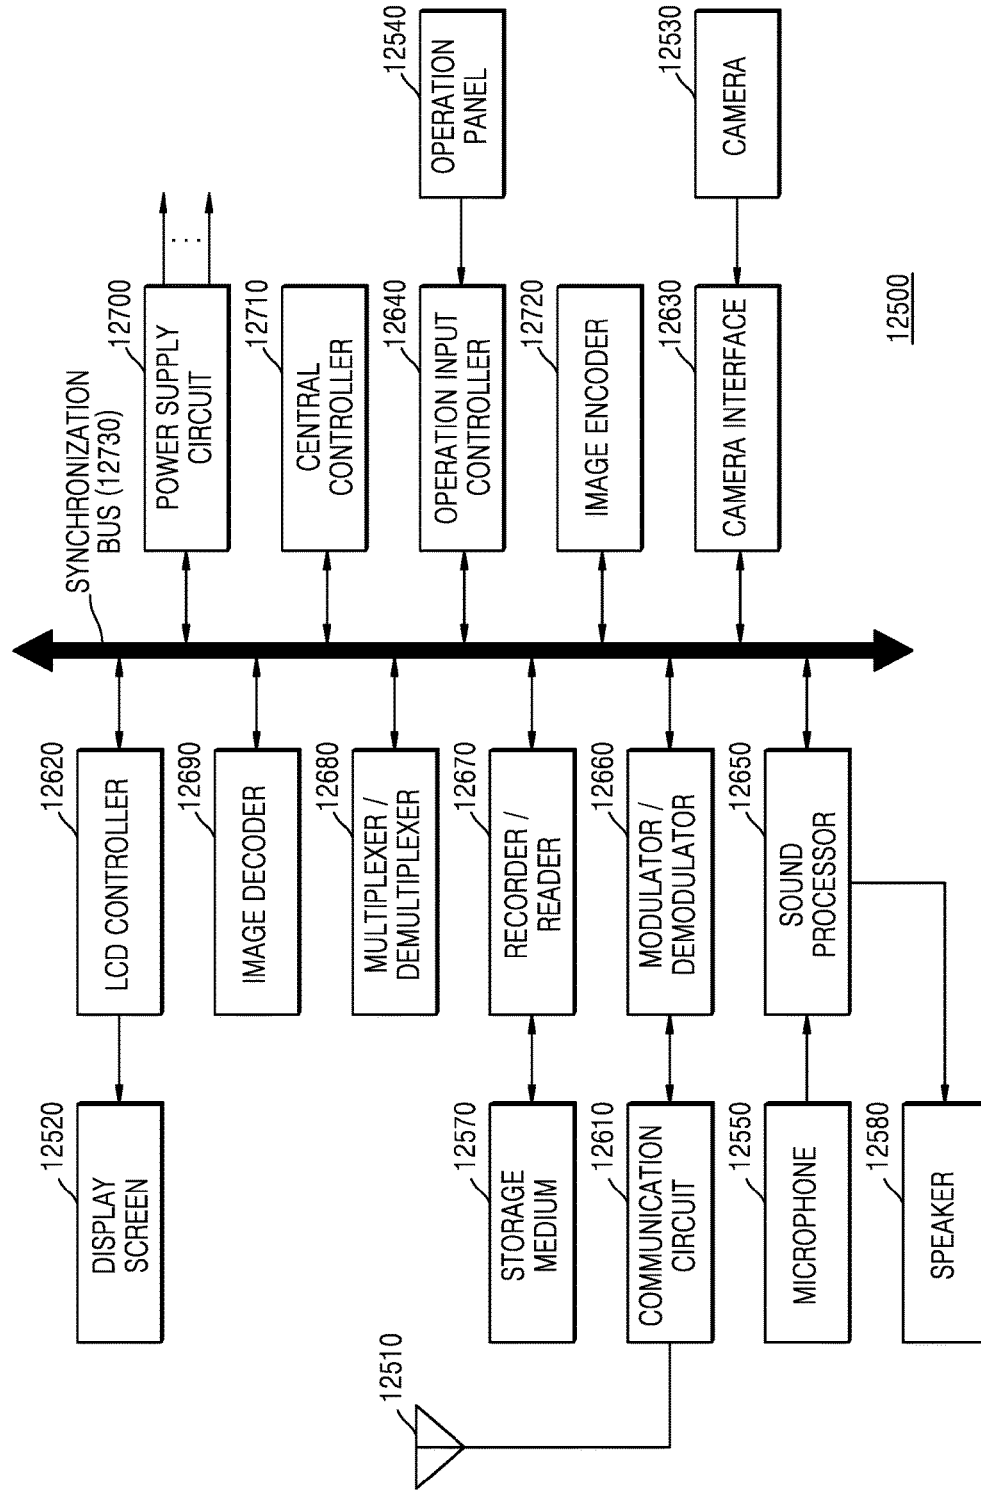 12510
12520
DISPLAY
SCREEN
12570
STORAGE
MEDIUM
12610
COMMUNICATION
CIRCUIT
12550
MICROPHONE
12580
SPEAKER
12620
LCD CONTROLLER
12690
IMAGE DECODER
12680
MULTIPLEXER /
DEMULTIPLEXER
12670
RECORDER /
READER
12660
MODULATOR /
DEMODULATOR
12650
SOUND
PROCESSOR
SYNCHRONIZATION
BUS (12730)
12700
POWER SUPPLY
CIRCUIT
...
12710
CENTRAL
CONTROLLER
12640
OPERATION INPUT
CONTROLLER
12720
IMAGE ENCODER
12630
CAMERA INTERFACE
12540
OPERATION
PANEL
12530
CAMERA
12500